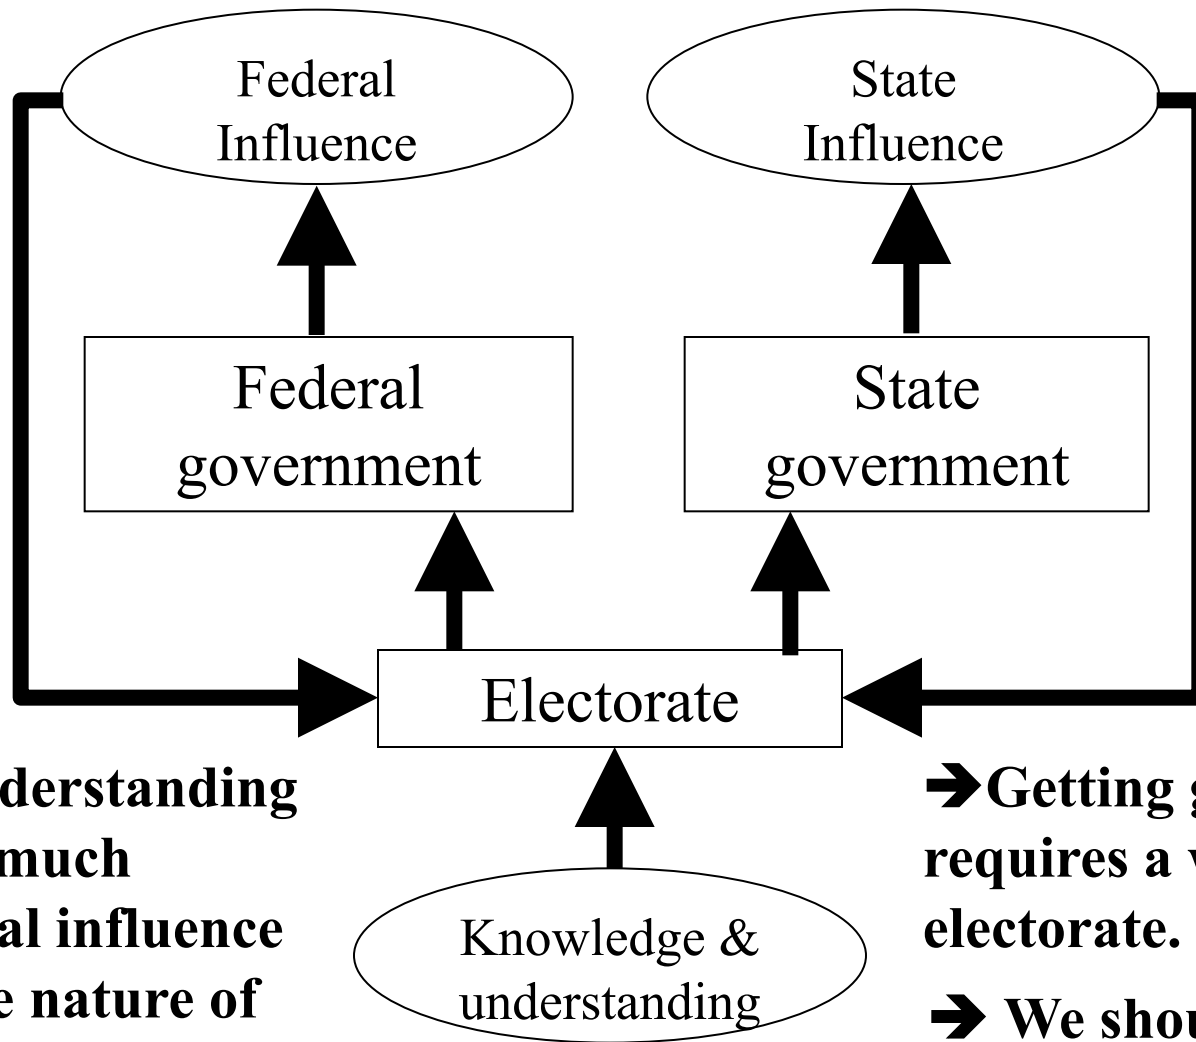 Federal
Influence
State
Influence
Federal
government
State
government
Electorate
derstanding
much
al influence
e nature of
Knowledge &
understanding
➔Getting g
requires a v
electorate.
➔ We shou